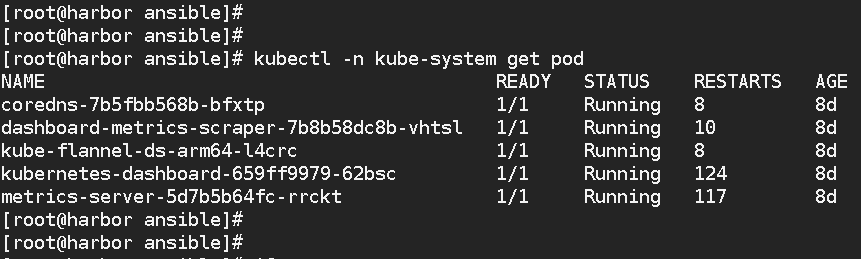 [root@harbor ansible]#
[root@harbor ansible]#
[root@harbor ansible]# kubectl -n kube-system get pod
NAME READY STATUS RESTARTS AGE
coredns-7b5fbb568b-bfxtp 1/1 Running 8 8d
dashboard-metrics-scraper-7b8b58dc8b-vhtsl 1/1 Running 10 8d
kube-flannel-ds-arm64-l4crc 1/1 Running 8 8d
kubernetes-dashboard-659ff9979-62bsc 1/1 Running 124 8d
metrics-server-5d7b5b64fc-rrckt 1/1 Running 117 8d
[root@harbor ansible]#
[root@harbor ansible]#